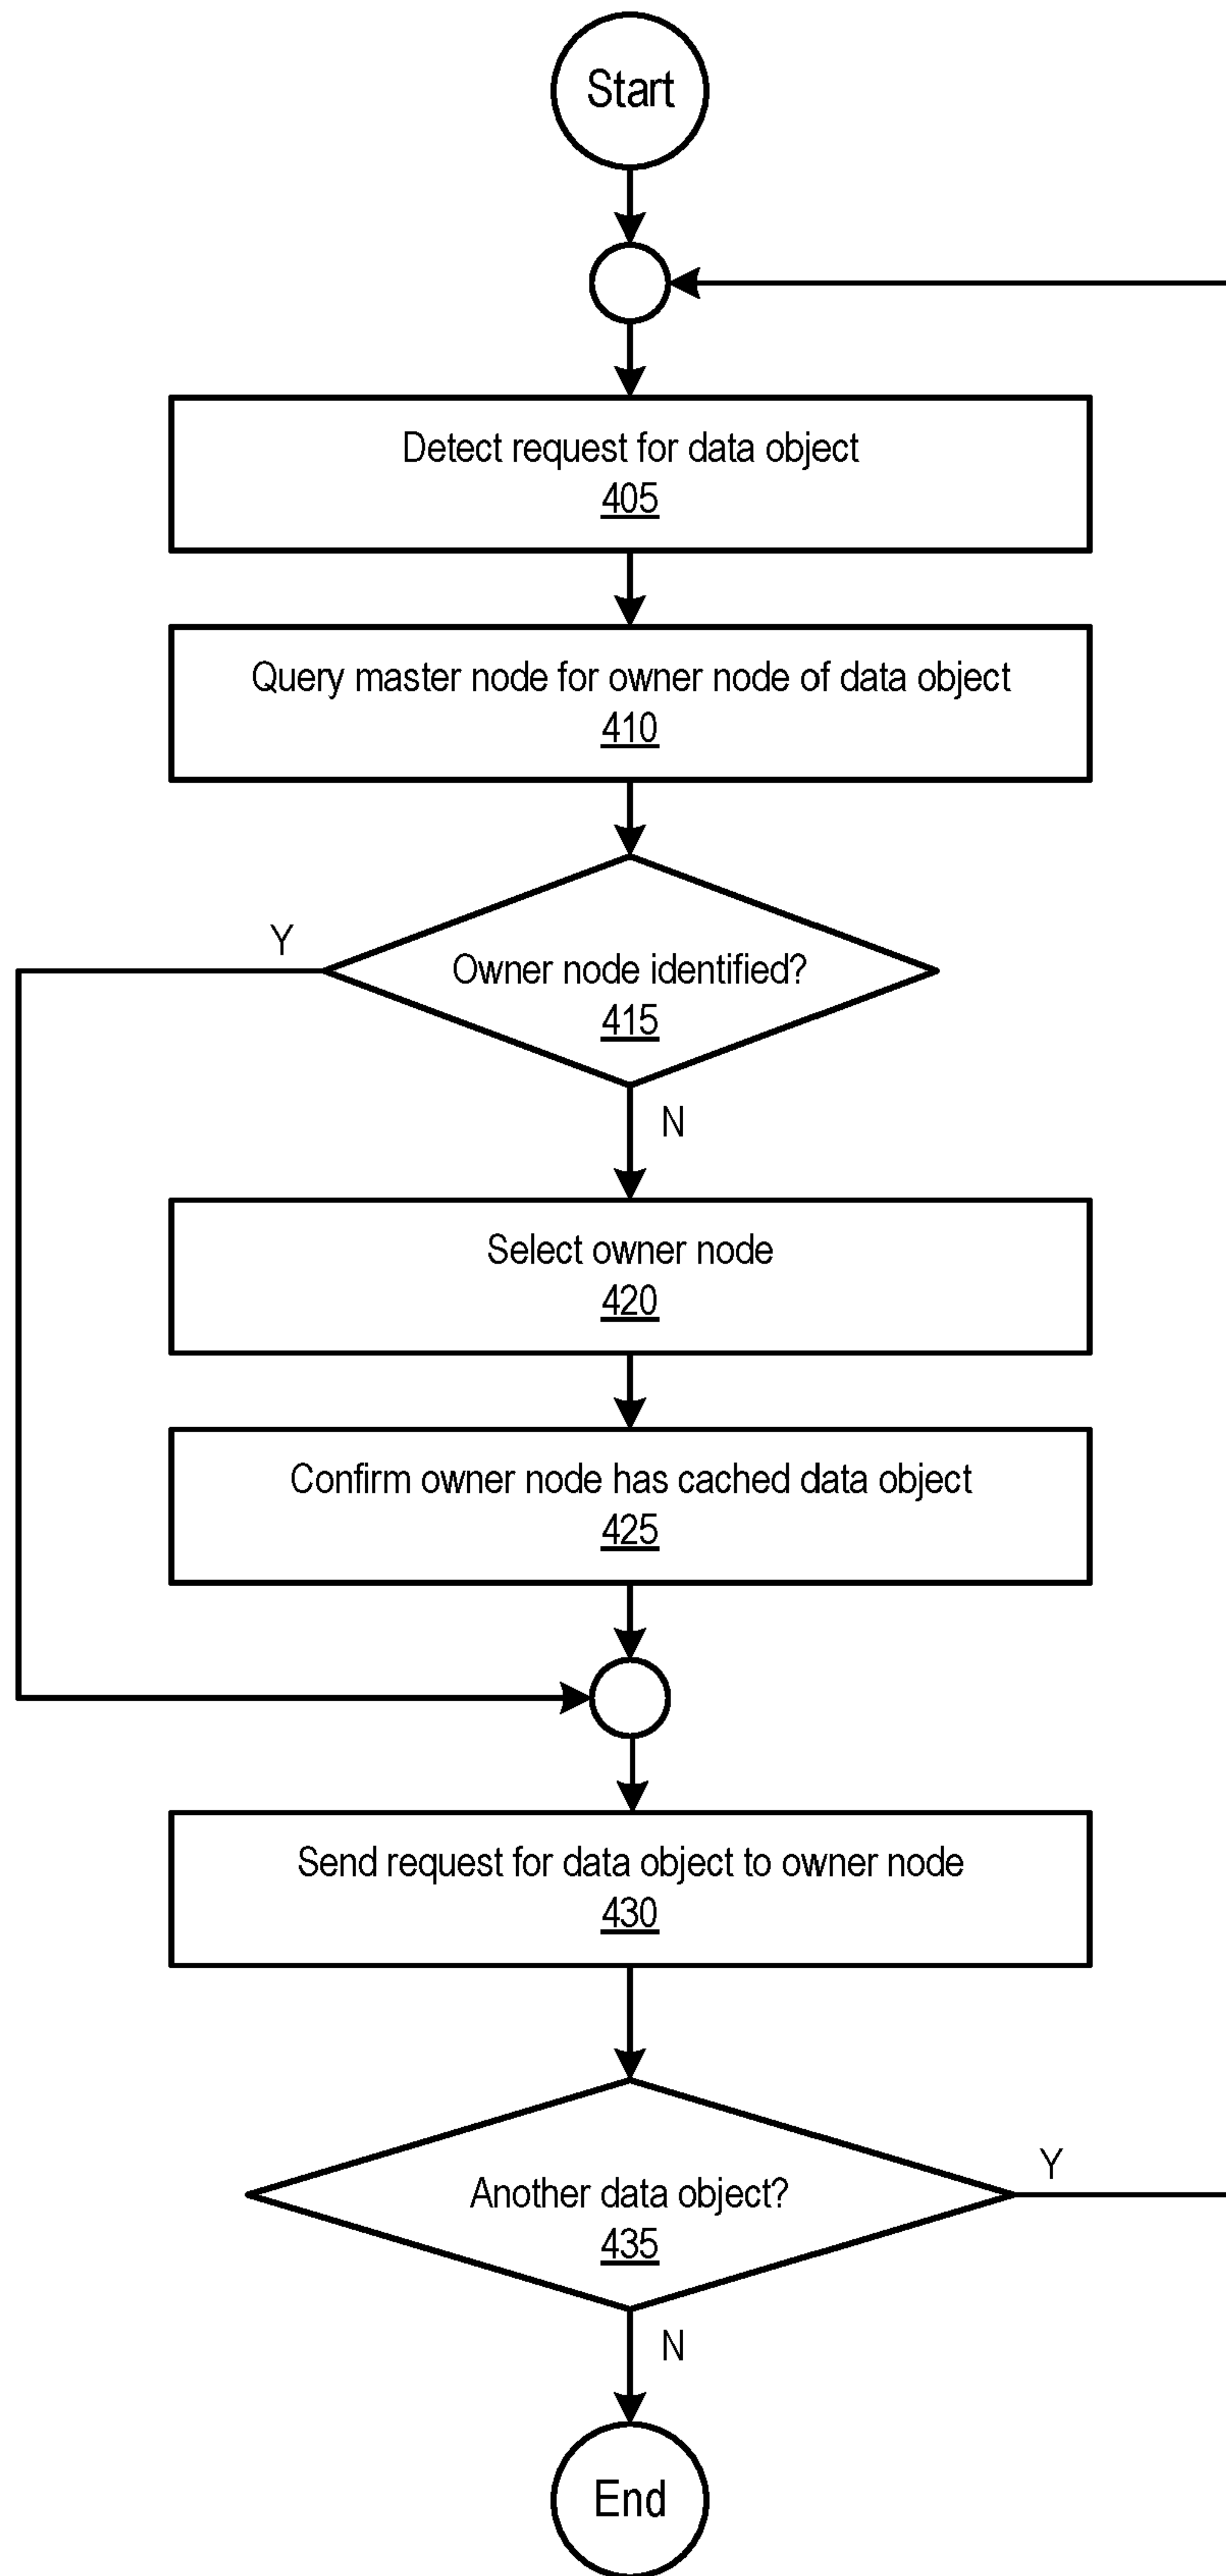 Start
Detect request for data object
405
Query master node for owner node of data object
410
Y
Owner node identified?
415
N
Select owner node
420
Confirm owner node has cached data object
425
Send request for data object to owner node
430
Y
Another data object?
435
N
End